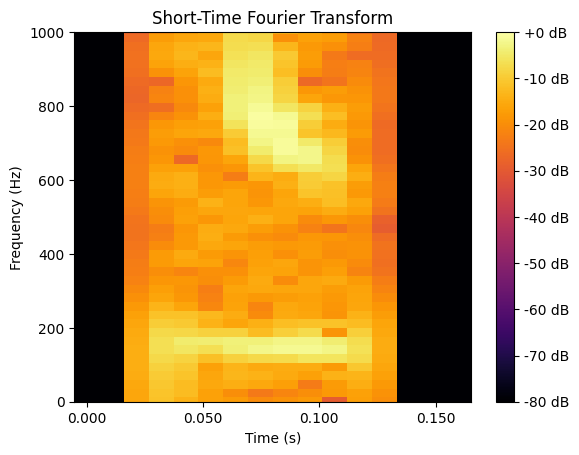 Short-Time Fourier Transform
1000
800
600
400
200
0
Frequency (Hz)
0.000
0.050
0.100
0.150
Time (s)
+0 dB
-10 dB
-20 dB
-30 dB
-40 dB
-50 dB
-60 dB
-70 dB
-80 dB